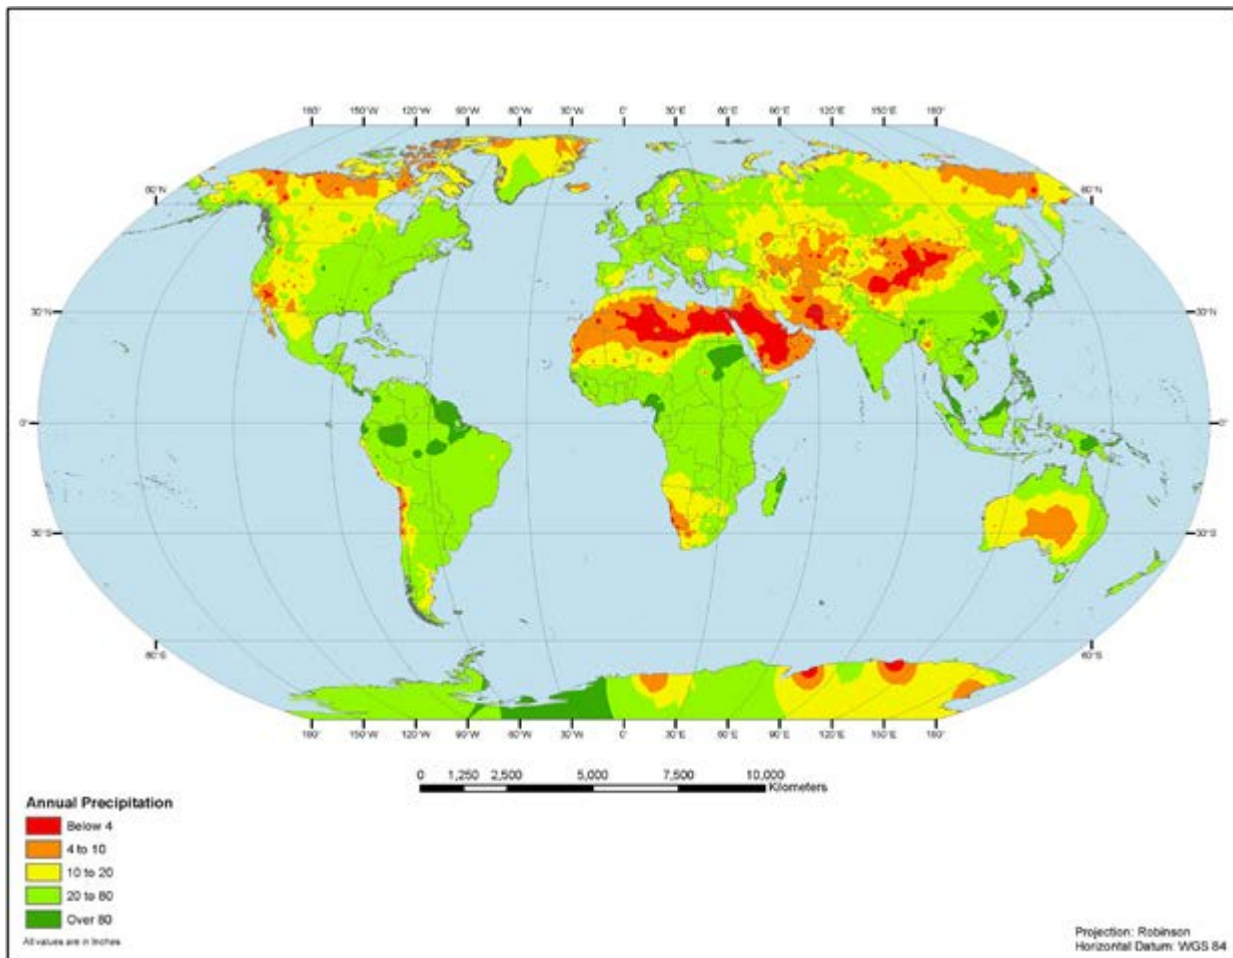 180° 150°W 120°W 90°W 60°W 30°W 0° 30°E 60°E 90°E 120°E 150°E 180°
60°N 60°N
30°N 30°N
0° 0°
30°S 30°S
60°S 60°S
180° 150°W 120°W 90°W 60°W 30°W 0° 30°E 60°E 90°E 120°E 150°E 180°
0 1,250 2,500 5,000 7,500 10,000
Kilometers
Annual Precipitation
Below 4
4 to 10
10 to 20
20 to 80
Over 80
All values are in Inches
Projection: Robinson
Horizontal Datum: WGS 84